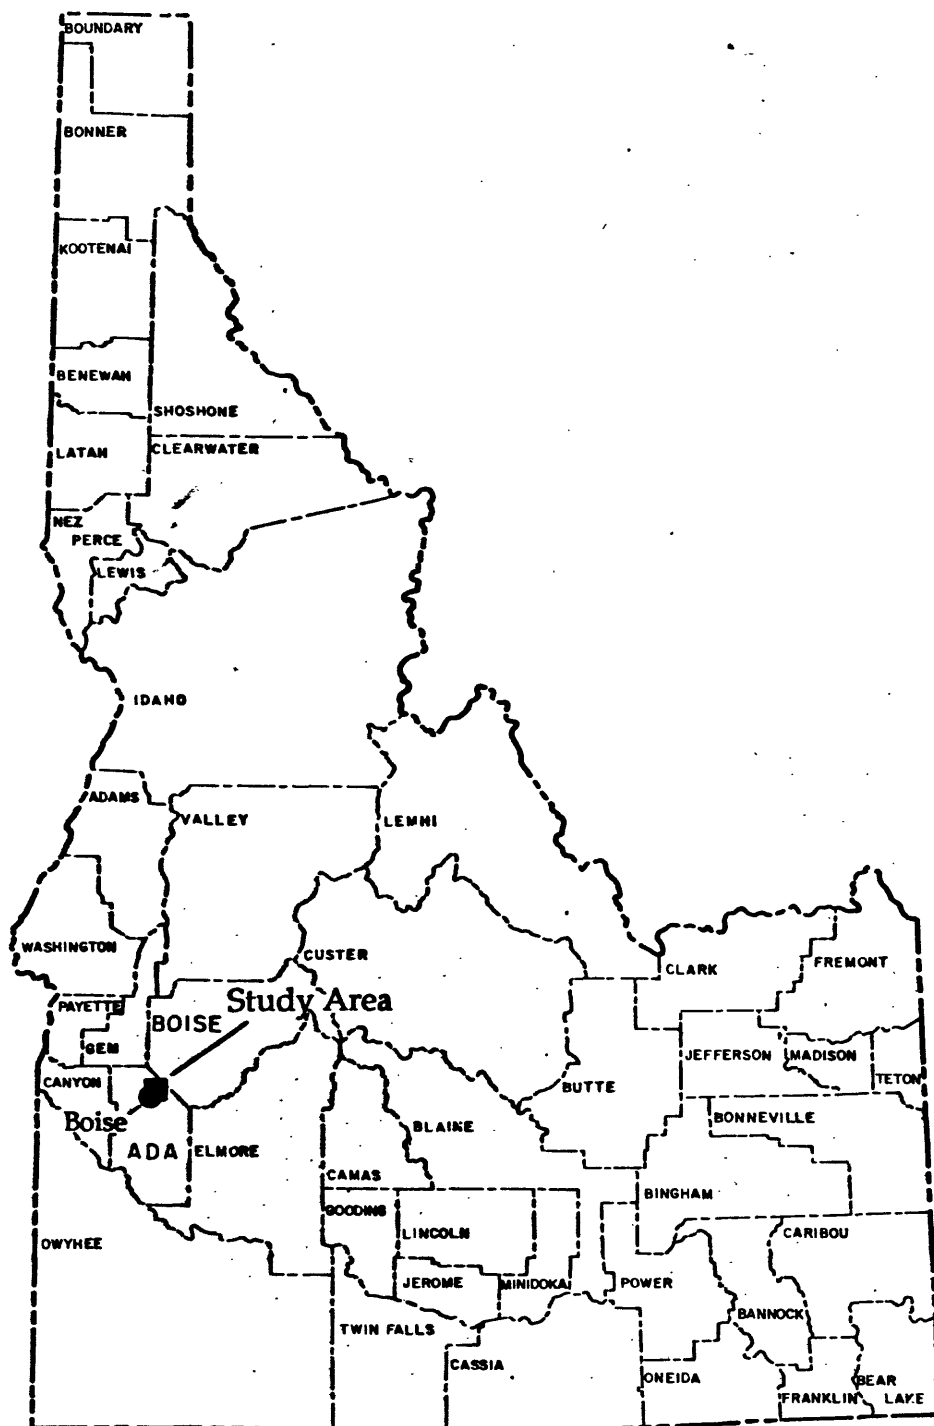 BOUNDARY
BONNER
KOOTENAI
BENEWAH
SHOSHONE
LATAH
CLEARWATER
NEZ
PERCE
LEWIS
IDAHO
ADAMS
VALLEY
LEMHI
WASHINGTON
CUSTER
CLARK
FREMONT
PAYETTE
Study Area
BOISE
GEM
JEFFERSON
MADISON
TETON
CANYON
BUTTE
Boise
BONNEVILLE
BLAINE
ADA
ELMORE
CAMAS
BINGHAM
GOODING
LINCOLN
CARIBOU
OWYHEE
JEROME
MINIDOKA
POWER
BANNOCK
TWIN FALLS
CASSIA
ONEIDA
BEAR
FRANKLIN
LAKE